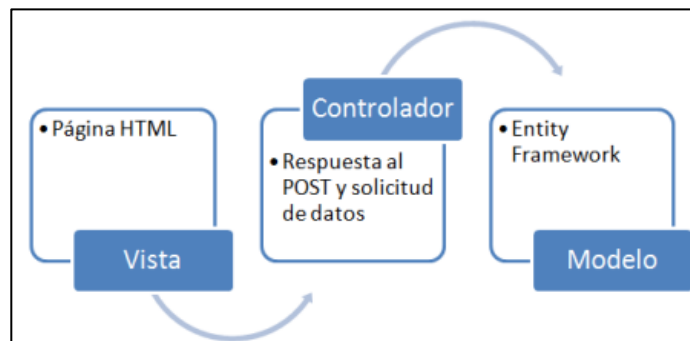 • Página HTML
Vista
Controlador
• Respuesta al
POST y solicitud
de datos
• Entity
Framework
Modelo